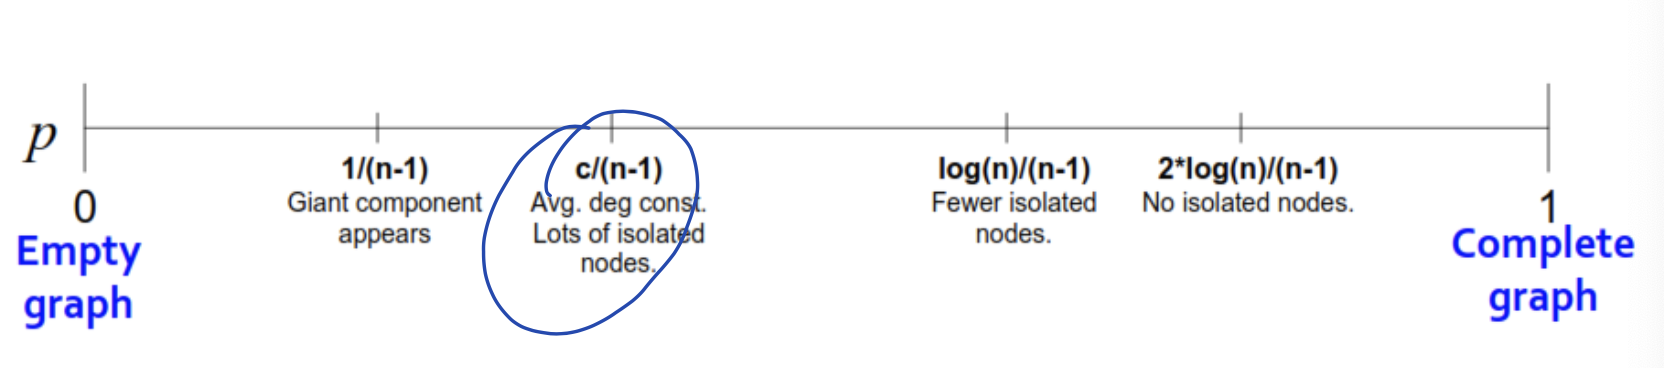 p
0
Empty
graph
1/(n-1)
Giant component
appears
c/(n-1)
Avg. deg const.
Lots of isolated
nodes.
log(n)/(n-1)
Fewer isolated
nodes.
2*log(n)/(n-1)
No isolated nodes.
1
Complete
graph